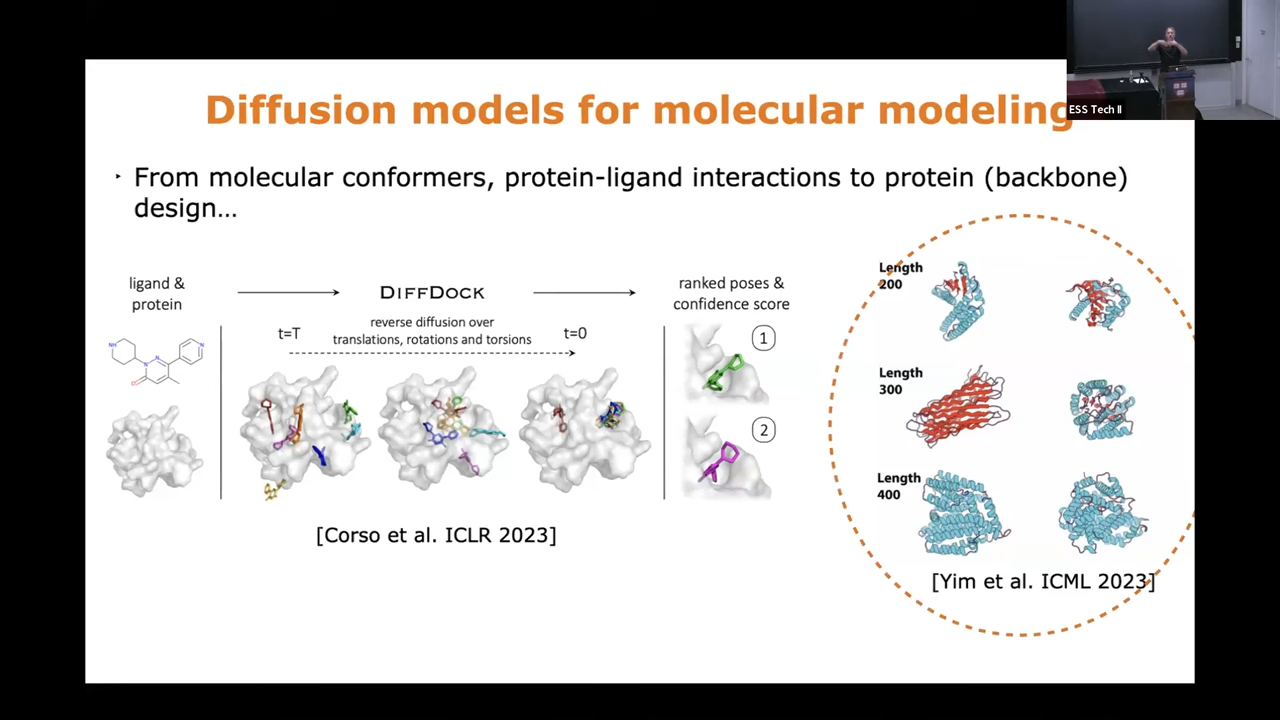 Diffusion models for molecular modeling
ESS Tech II
‣ From molecular conformers, protein-ligand interactions to protein (backbone)
design…
ligand &
protein
DIFFDOCK
ranked poses &
confidence score
t=T
reverse diffusion over
translations, rotations and torsions
t=0
NH
N
N
N
O
1
2
[Corso et al. ICLR 2023]
Length
200
Length
300
Length
400
[Yim et al. ICML 2023]